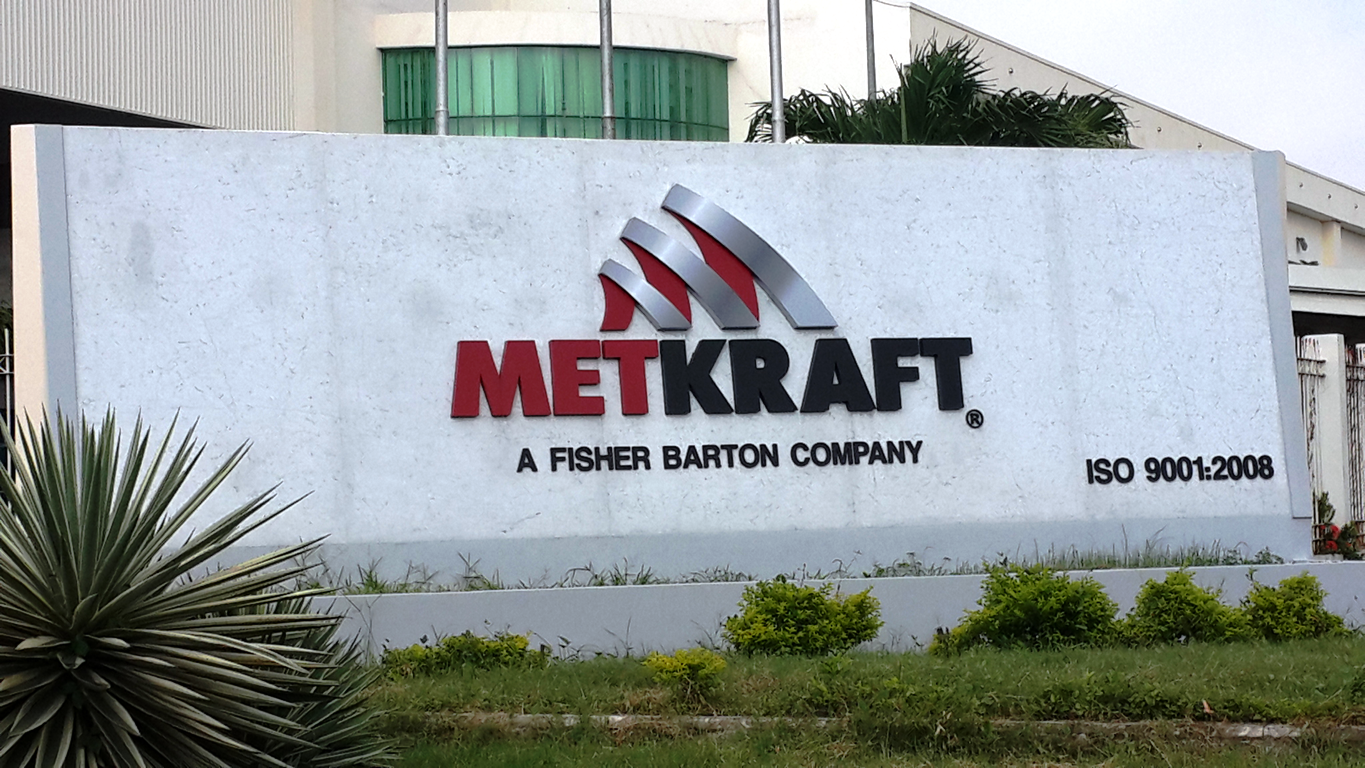 METKRAFT®
A FISHER BARTON COMPANY
ISO 9001:2008